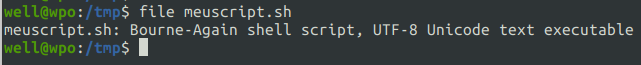 well@wpo:/tmp$ file meuscript.sh
meuscript.sh: Bourne-Again shell script, UTF-8 Unicode text executable
well@wpo:/tmp$